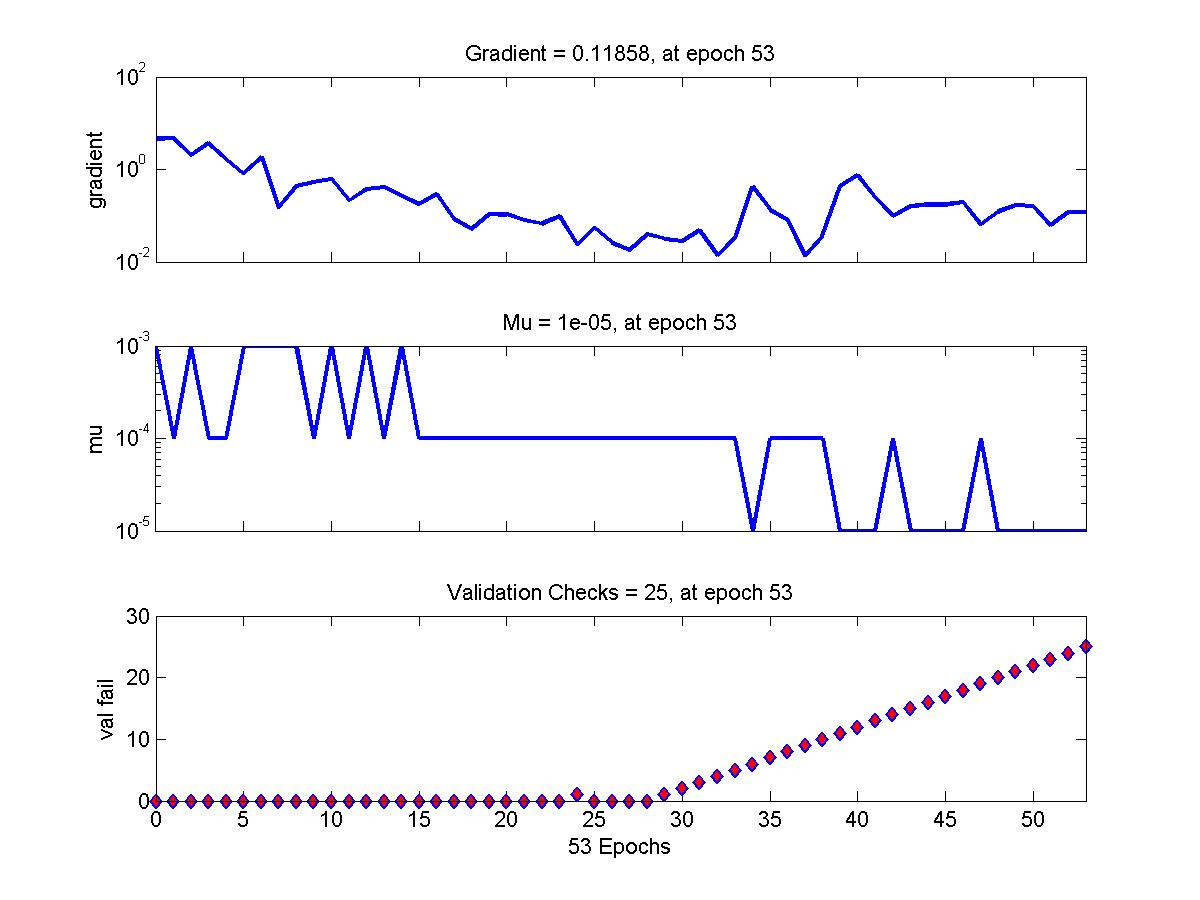 Gradient = 0.11858, at epoch 53
10^2
10^0
10^-2
gradient
Mu = 1e-05, at epoch 53
10^-3
10^-4
10^-5
mu
Validation Checks = 25, at epoch 53
30
20
10
0
val fail
0 5 10 15 20 25 30 35 40 45 50
53 Epochs